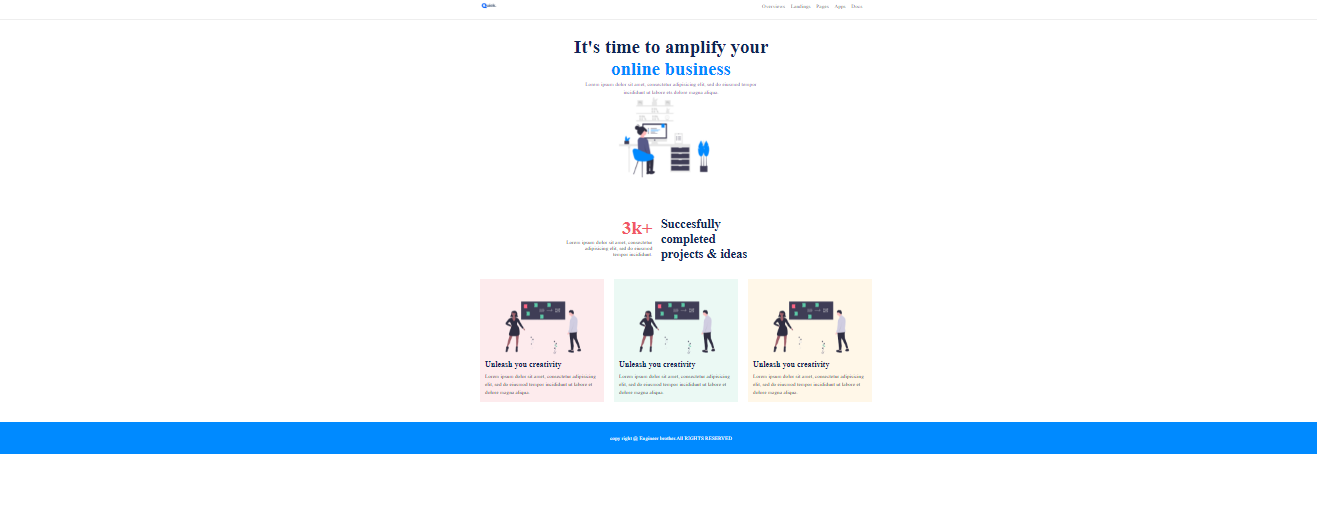 Quick
Overviews Landings Pages Apps Docs
It's time to amplify your
online business
Lorem ipsum dolor sit amet, consectetur adipiscing elit, sed do eiusmod tempor
incididunt ut labore ets dolore magna aliqua.
3k+
Lorem ipsum dolor sit amet, consectetur
adipiscing elit, sed do eiusmod
tempor incididunt.
Succesfully
completed
projects & ideas
Unleash you creativity
Lorem ipsum dolor sit amet, consectetur adipiscing
elit, sed do eiusmod tempor incididunt ut labore et
dolore magna aliqua.
Unleash you creativity
Lorem ipsum dolor sit amet, consectetur adipiscing
elit, sed do eiusmod tempor incididunt ut labore et
dolore magna aliqua.
Unleash you creativity
Lorem ipsum dolor sit amet, consectetur adipiscing
elit, sed do eiusmod tempor incididunt ut labore et
dolore magna aliqua.
copy right @ Engineer brother.All RIGHTS RESERVED